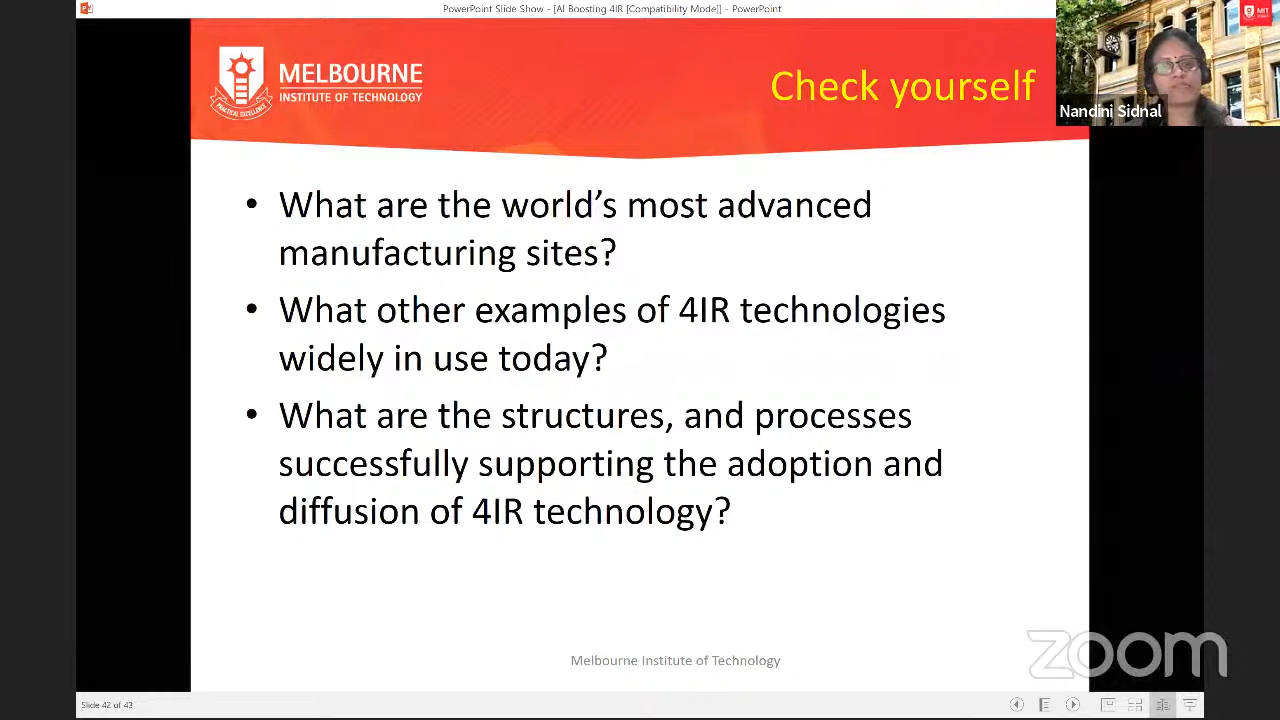 PowerPoint Slide Show - [AI Boosting 4IR [Compatibility Mode]] - PowerPoint
MIT
MELBOURNE
INSTITUTE OF TECHNOLOGY
PRACTICAL EXCELLENCE
Check yourself
Nandini Sidnal
• What are the world’s most advanced
manufacturing sites?
• What other examples of 4IR technologies
widely in use today?
• What are the structures, and processes
successfully supporting the adoption and
diffusion of 4IR technology?
Melbourne Institute of Technology
zoom
Slide 42 of 43